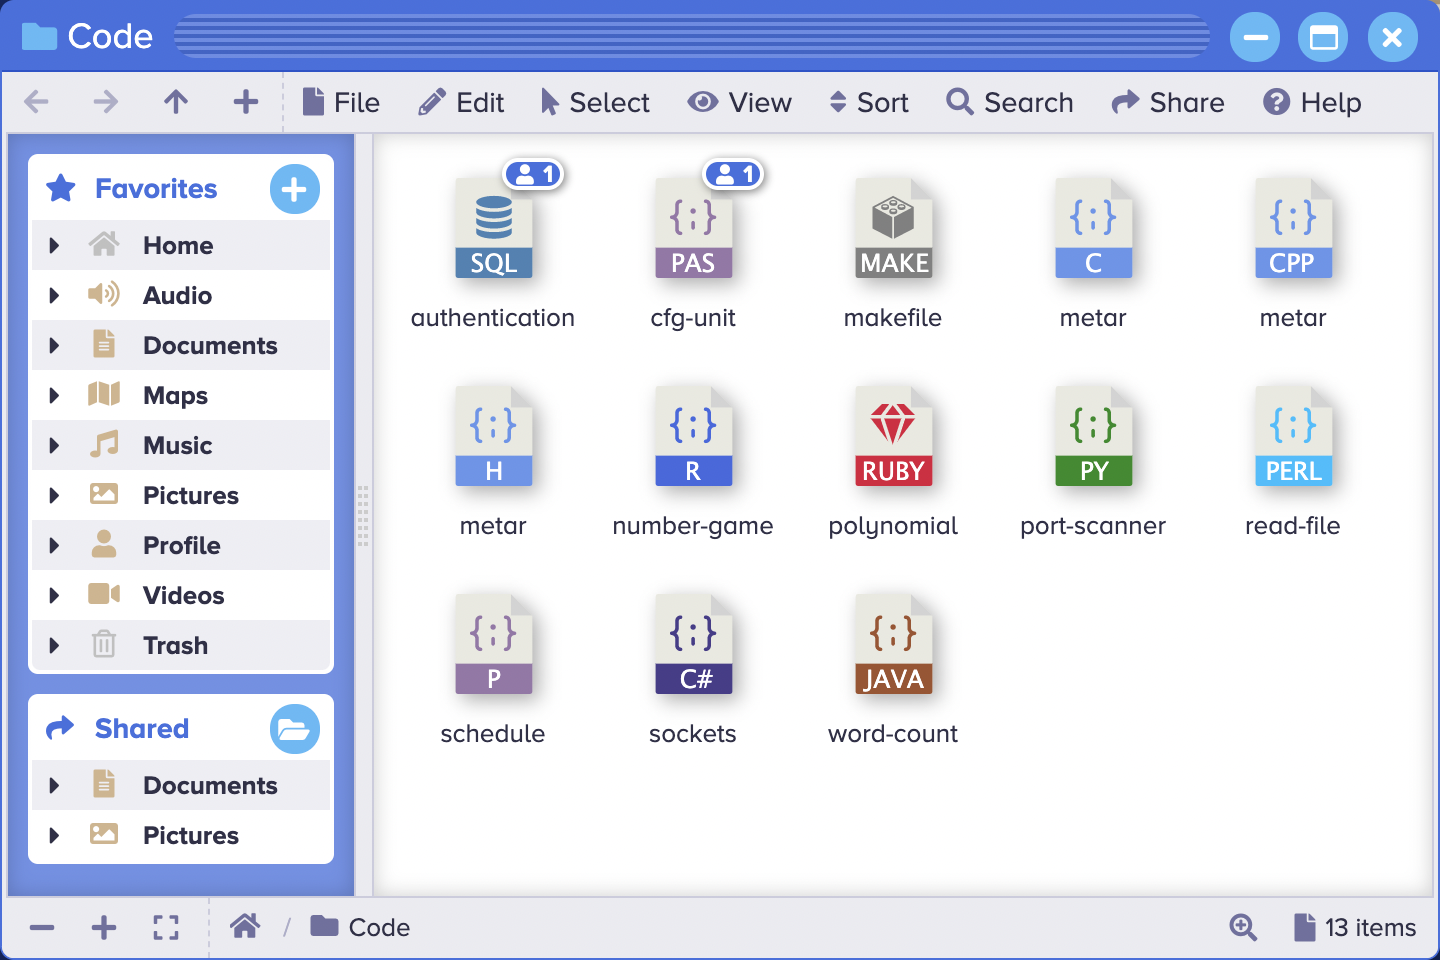 Code
File Edit Select View Sort Search Share Help
Favorites
Home
Audio
Documents
Maps
Music
Pictures
Profile
Videos
Trash
Shared
Documents
Pictures
1 1
SQL PAS MAKE C CPP
authentication cfg-unit makefile metar metar
H R RUBY PY PERL
metar number-game polynomial port-scanner read-file
P C# JAVA
schedule sockets word-count
/ Code 13 items